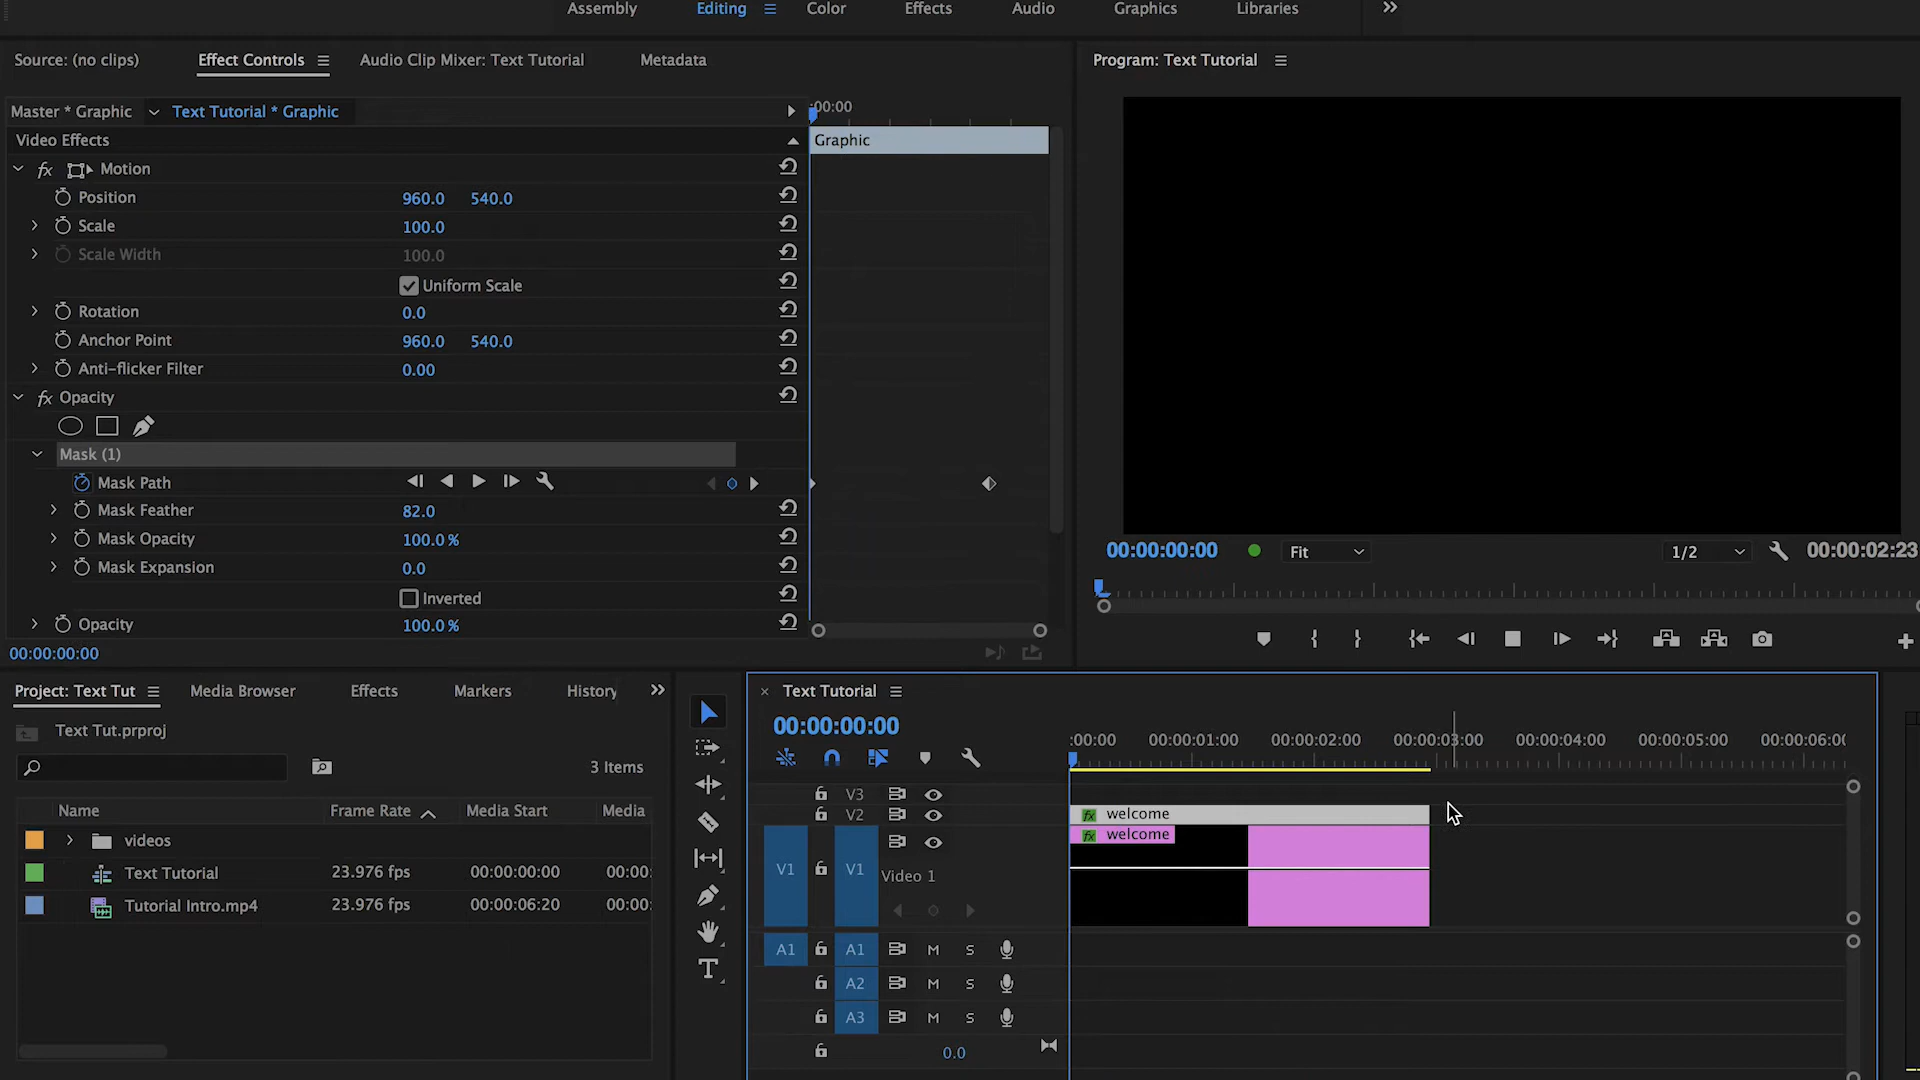 Assembly Editing Color Effects Audio Graphics Libraries
Source: (no clips) Effect Controls Audio Clip Mixer: Text Tutorial Metadata
Program: Text Tutorial
Master * Graphic Text Tutorial * Graphic
:00:00
Video Effects
Graphic
fx Motion
Position 960.0 540.0
Scale 100.0
Scale Width 100.0
Uniform Scale
Rotation 0.0
Anchor Point 960.0 540.0
Anti-flicker Filter 0.00
fx Opacity
Mask (1)
Mask Path
Mask Feather 82.0
Mask Opacity 100.0 %
Mask Expansion 0.0
Inverted
Opacity 100.0 %
00:00:00:00
00:00:00:00 Fit 1/2 00:00:02:23
Project: Text Tut Media Browser Effects Markers History
Text Tut.prproj
3 Items
Name Frame Rate Media Start Media
videos
Text Tutorial 23.976 fps 00:00:00:00 00:00:
Tutorial Intro.mp4 23.976 fps 00:00:06:20 00:00:
× Text Tutorial
00:00:00:00
:00:00 00:00:01:00 00:00:02:00 00:00:03:00 00:00:04:00 00:00:05:00 00:00:06:00
V3
V2 fx welcome
fx welcome
V1 V1 Video 1
A1 A1 M S
A2 M S
A3 M S
0.0